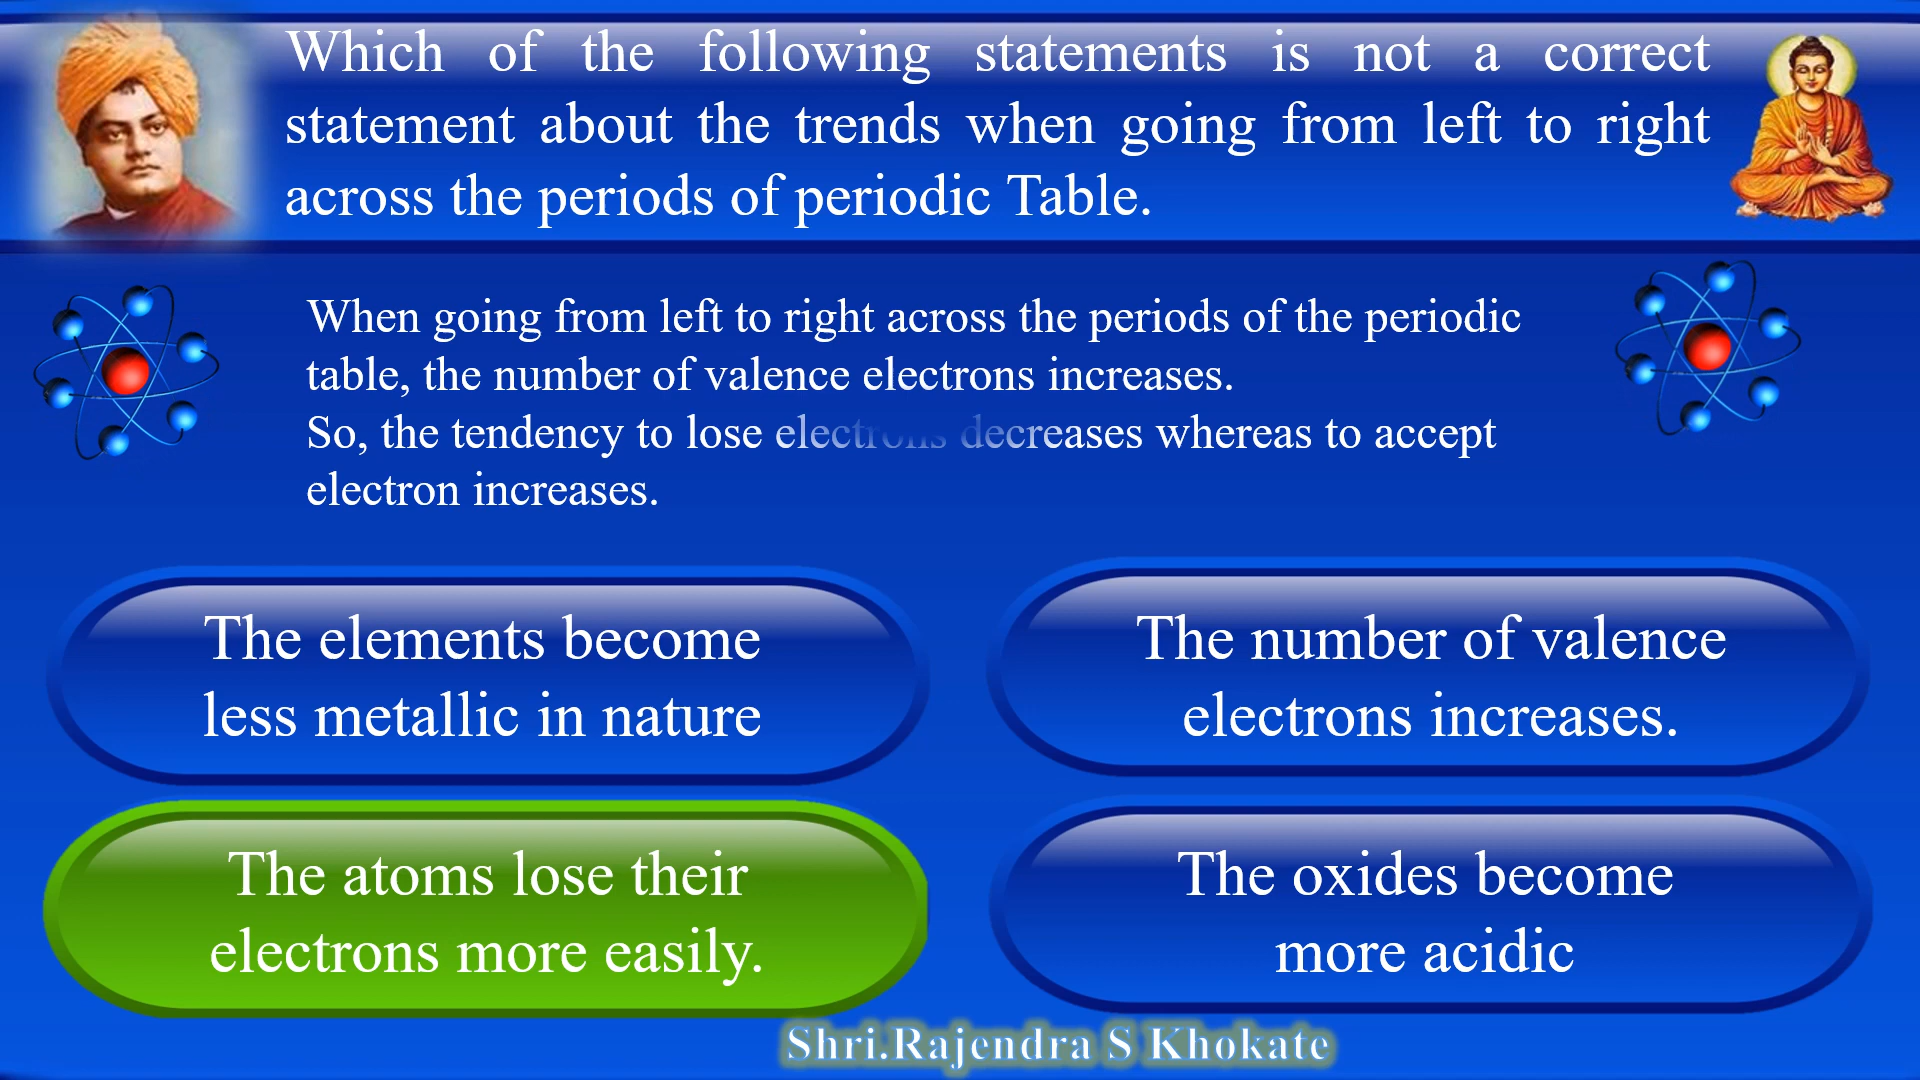 Which of the following statements is not a correct
statement about the trends when going from left to right
across the periods of periodic Table.
When going from left to right across the periods of the periodic
table, the number of valence electrons increases.
So, the tendency to lose electrons decreases whereas to accept
electron increases.
The elements become
less metallic in nature
The number of valence
electrons increases.
The atoms lose their
electrons more easily.
The oxides become
more acidic
Shri.Rajendra S Khokate